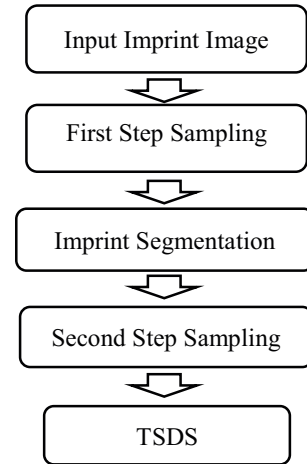 Input Imprint Image
First Step Sampling
Imprint Segmentation
Second Step Sampling
TSDS